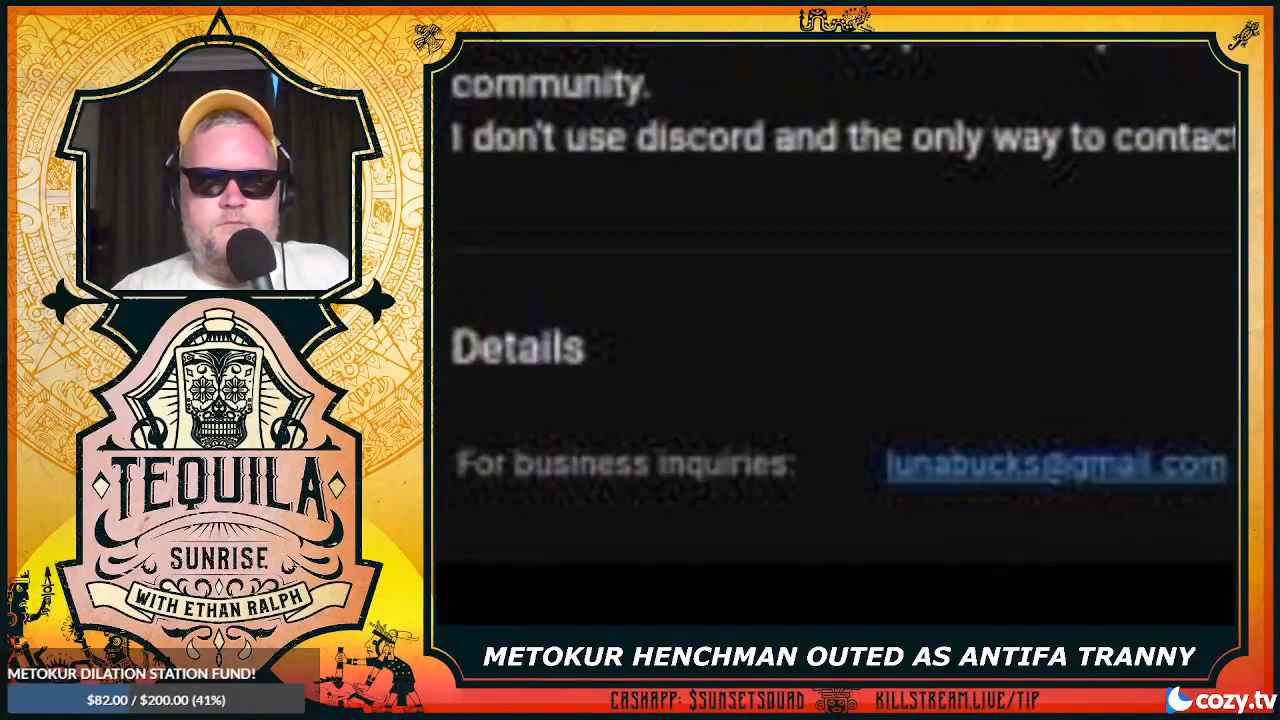 community.
I don't use discord and the only way to contact
Details
For business inquiries: lunabucks@gmail.com
TEQUILA
SUNRISE
WITH ETHAN RALPH
METOKUR DILATION STATION FUND!
$82.00 / $200.00 (41%)
METOKUR HENCHMAN OUTED AS ANTIFA TRANNY
CASHAPP: $SUNSETSQUAD KILLSTREAM.LIVE/TIP
cozy.tv